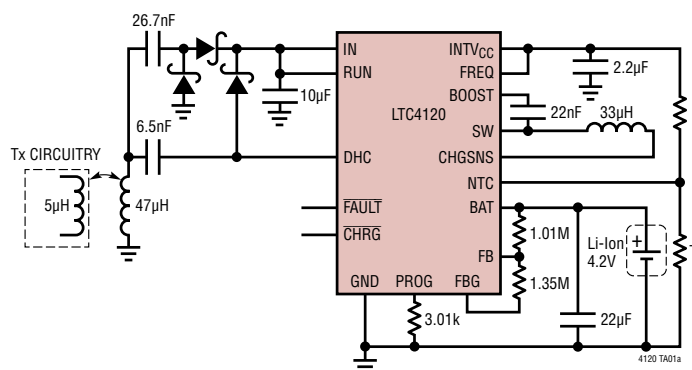 26.7nF
IN
INTVCC
RUN
FREQ
2.2µF
10µF
BOOST
LTC4120
22nF
33µH
SW
6.5nF
Tx CIRCUITRY
DHC
CHGSNS
NTC
5µH
47µH
FAULT
BAT
CHRG
1.01M
Li-Ion
4.2V
+
FB
1.35M
GND
PROG
FBG
3.01k
22µF
4120 TA01a